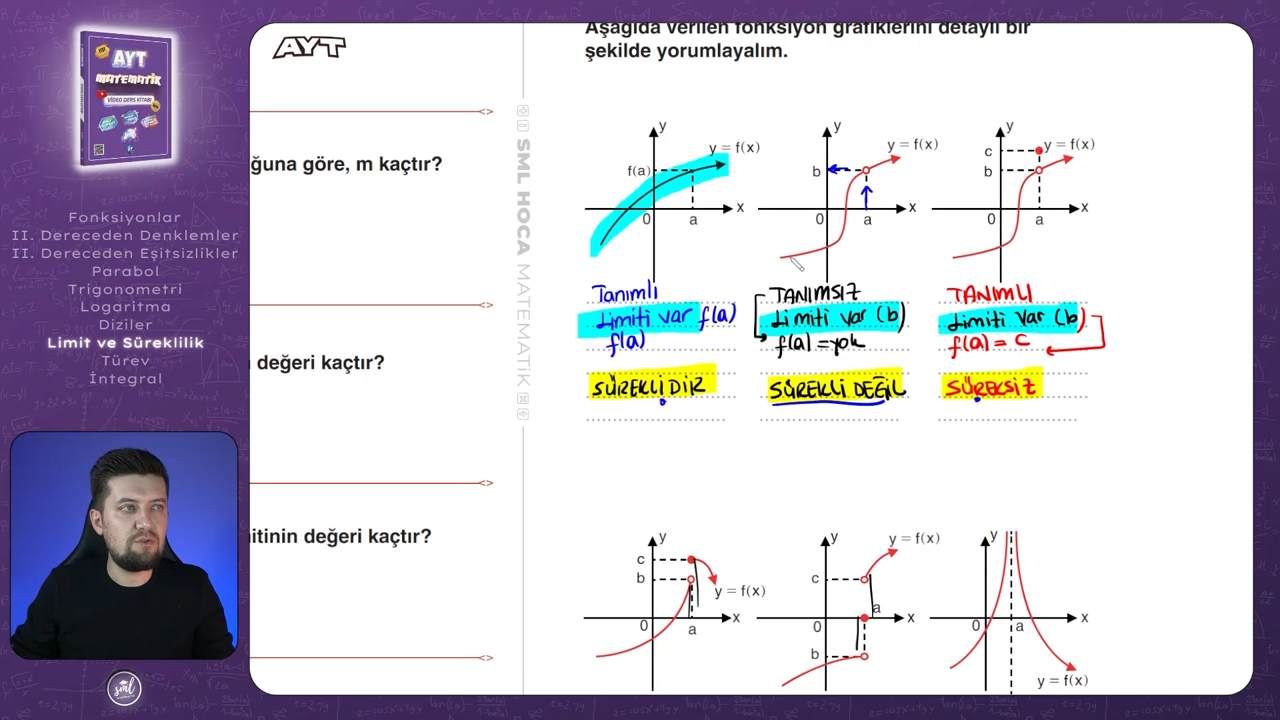 AYT
MATEMATİK
VİDEO DERS KİTABI
Fonksiyonlar
II. Dereceden Denklemler
II. Dereceden Eşitsizlikler
Parabol
Trigonometri
Logaritma
Diziler
Limit ve Süreklilik
Türev
İntegral
sml
AYT
ğuna göre, m kaçtır?
değeri kaçtır?
itinin değeri kaçtır?
SML HOCA MATEMATİK
Aşağıda verilen fonksiyon grafiklerini detaylı bir
şekilde yorumlayalım.
y
y = f(x)
f(a)
0
a
x
Tanımlı
Limiti var f(a)
f(a)
SÜREKLİDİR
y
y = f(x)
b
0
a
x
TANIMSIZ
Limiti var (b)
f(a) = yok
SÜREKLİ DEĞİL
y
c
y = f(x)
b
0
a
x
TANIMLI
Limiti var (b)
f(a) = c
SÜREKSİZ
y
c
b
y = f(x)
0
a
x
y
y = f(x)
c
a
0
x
b
y
0
a
x
y = f(x)